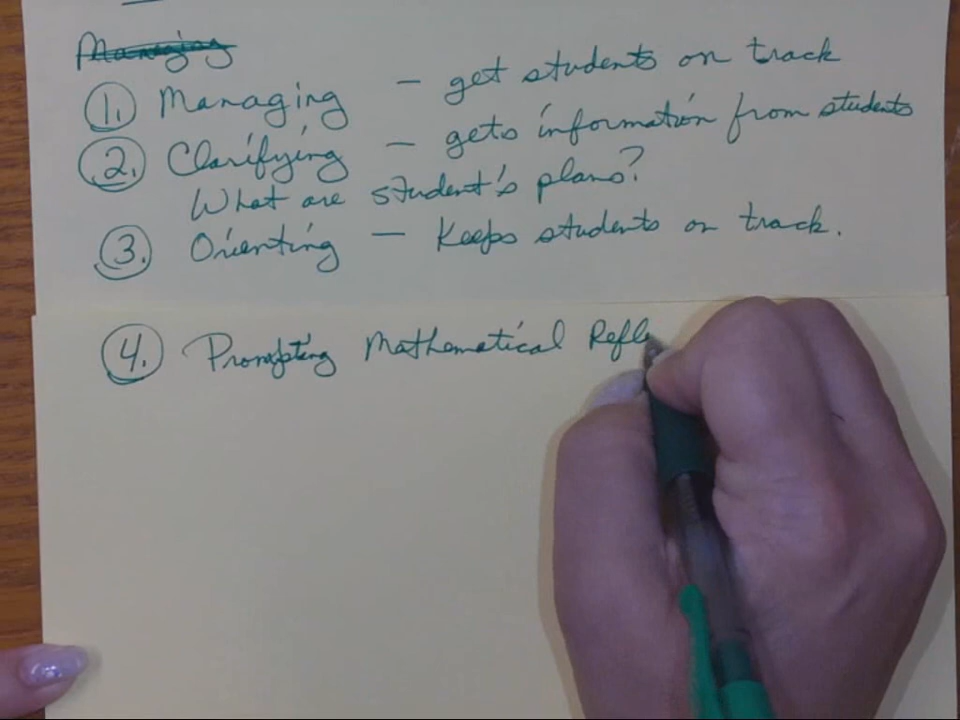 Managing
1. Managing - get students on track
2. Clarifying - gets information from students
What are student's plans?
3. Orienting - Keeps students on track.
4. Prompting Mathematical Refle